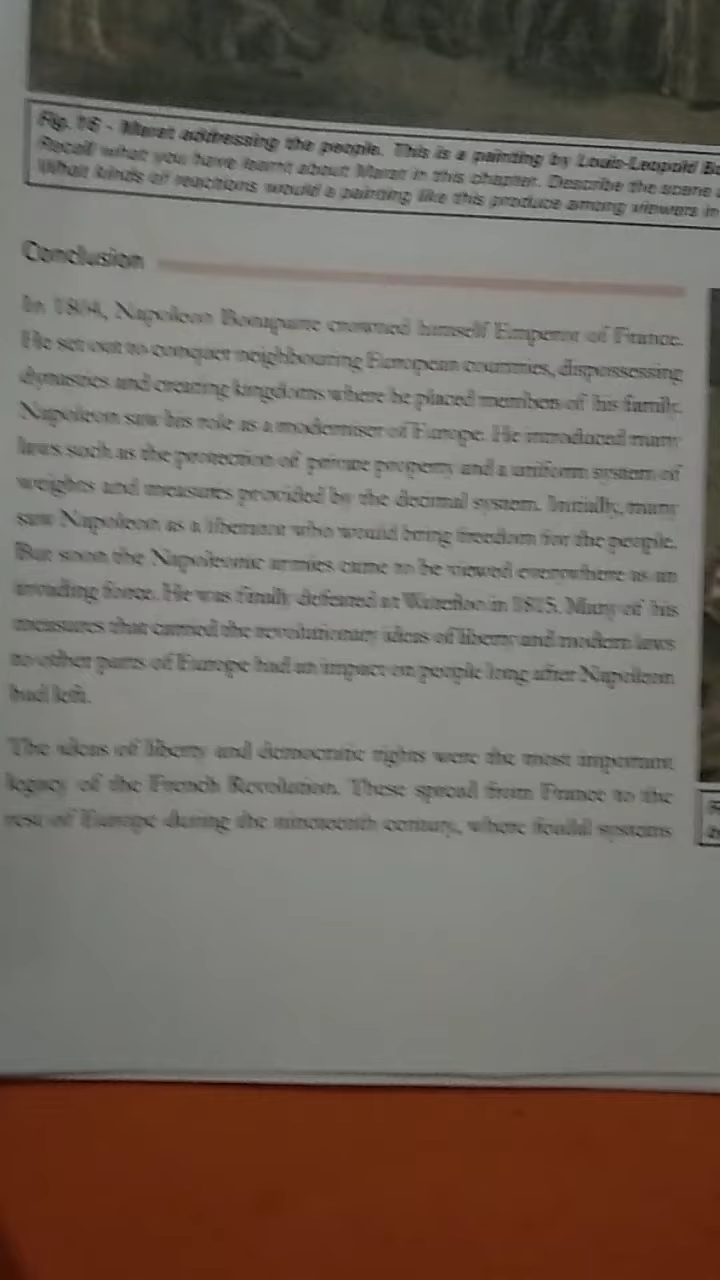 Fig. 16 - Marat addressing the people. This is a painting by Louis-Leopold
Recall what you have learnt about Marat in this chapter. Describe the scene
What kinds of reactions would a painting like this produce among viewers in
Conclusion
In 1804, Napoleon Bonaparte crowned himself Emperor of France.
He set out to conquer neighbouring European countries, dispossessing
dynasties and creating kingdoms where he placed members of his family.
Napoleon saw his role as a moderniser of Europe. He introduced many
laws such as the protection of private property and a uniform system of
weights and measures provided by the decimal system. Initially, many
saw Napoleon as a liberator who would bring freedom for the people.
But soon the Napoleonic armies came to be viewed everywhere as an
invading force. He was finally defeated at Waterloo in 1815. Many of his
measures that carried the revolutionary ideas of liberty and modern laws
to other parts of Europe had an impact on people long after Napoleon
had left.
The ideas of liberty and democratic rights were the most important
legacy of the French Revolution. These spread from France to the
rest of Europe during the nineteenth century, where feudal systems